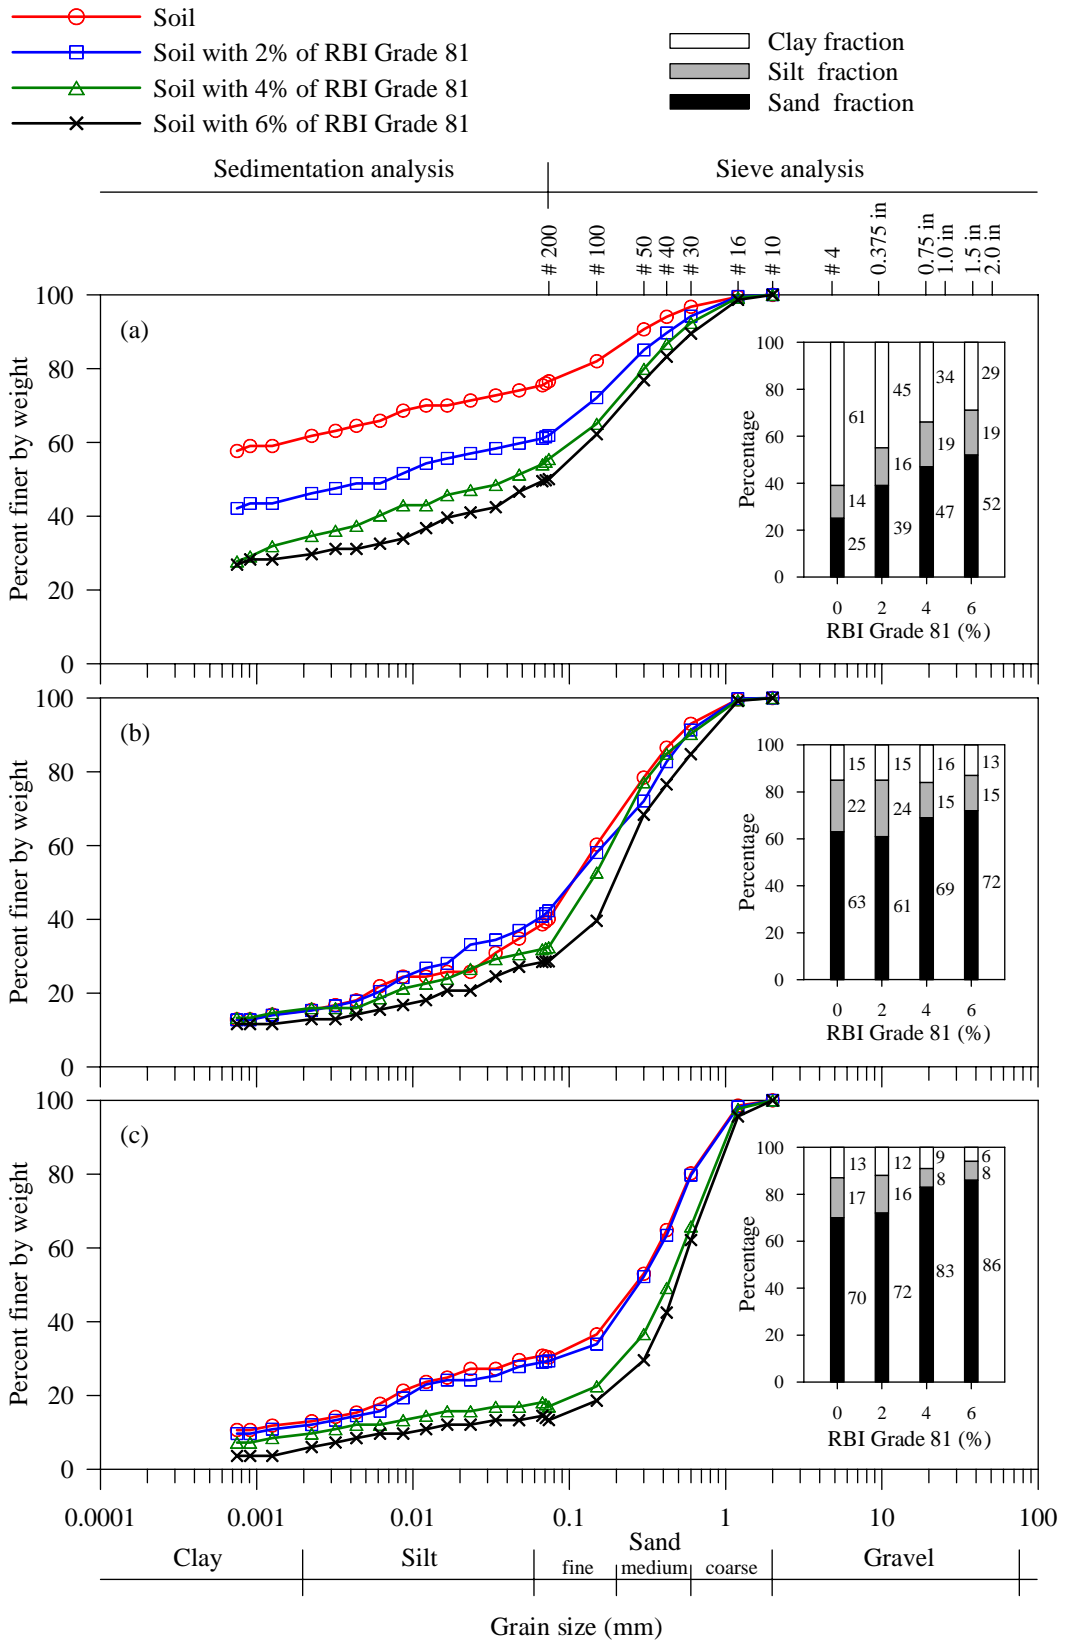 Soil
Soil with 2% of RBI Grade 81
Soil with 4% of RBI Grade 81
Soil with 6% of RBI Grade 81
Clay fraction
Silt fraction
Sand fraction
Sedimentation analysis
Sieve analysis
# 200
# 100
# 50
# 40
# 30
# 16
# 10
# 4
0.375 in
0.75 in
1.0 in
1.5 in
2.0 in
(a)
Percent finer by weight
100
80
60
40
20
0
Percentage
100
80
60
40
20
0
61
14
25
45
16
39
34
19
47
29
19
52
0 2 4 6
RBI Grade 81 (%)
(b)
Percent finer by weight
100
80
60
40
20
0
Percentage
100
80
60
40
20
0
15
22
63
15
24
61
16
15
69
13
15
72
0 2 4 6
RBI Grade 81 (%)
(c)
Percent finer by weight
100
80
60
40
20
0
Percentage
100
80
60
40
20
0
13
17
70
12
16
72
9
8
83
6
8
86
0 2 4 6
RBI Grade 81 (%)
0.0001 0.001 0.01 0.1 1 10 100
Clay Silt Sand Gravel
fine medium coarse
Grain size (mm)